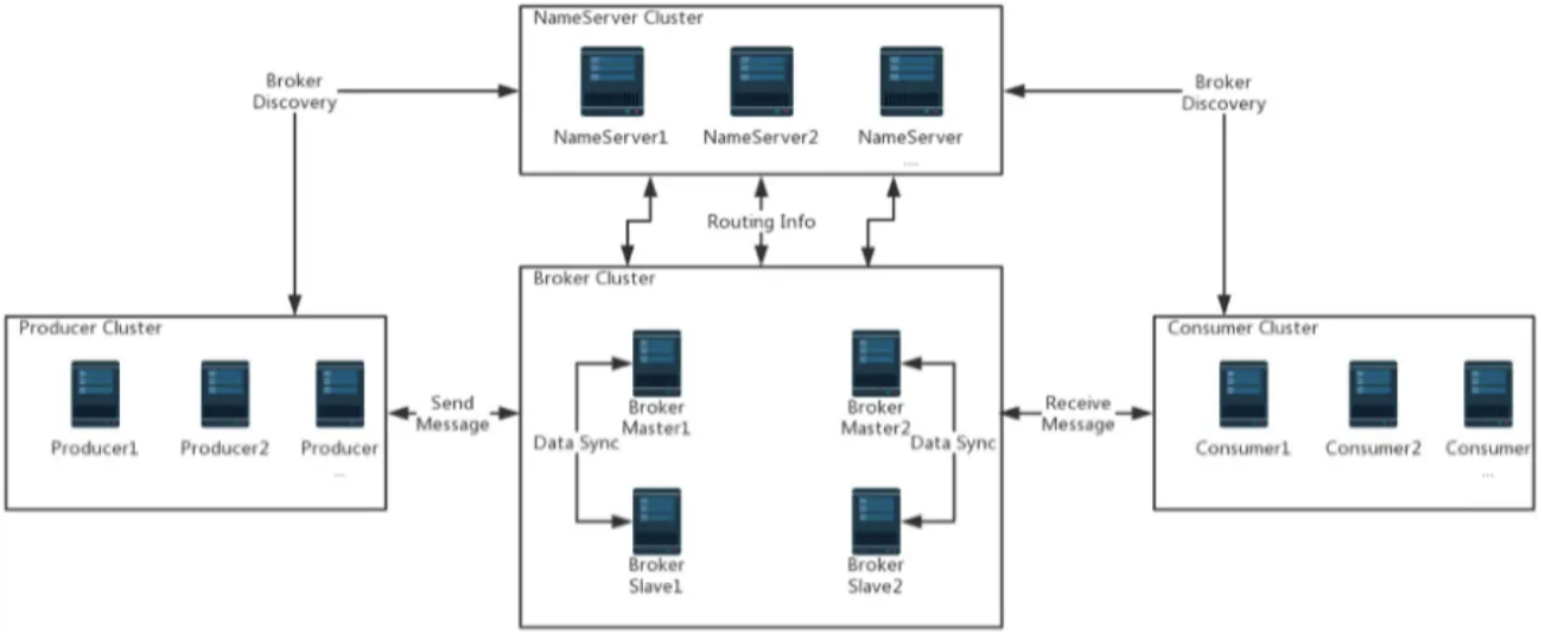 NameServer Cluster
NameServer1
NameServer2
NameServer
....
Broker
Discovery
Broker
Discovery
Routing Info
Producer Cluster
Producer1
Producer2
Producer
...
Send
Message
Broker Cluster
Broker
Master1
Broker
Master2
Data Sync
Data Sync
Broker
Slave1
Broker
Slave2
Receive
Message
Consumer Cluster
Consumer1
Consumer2
Consumer
...